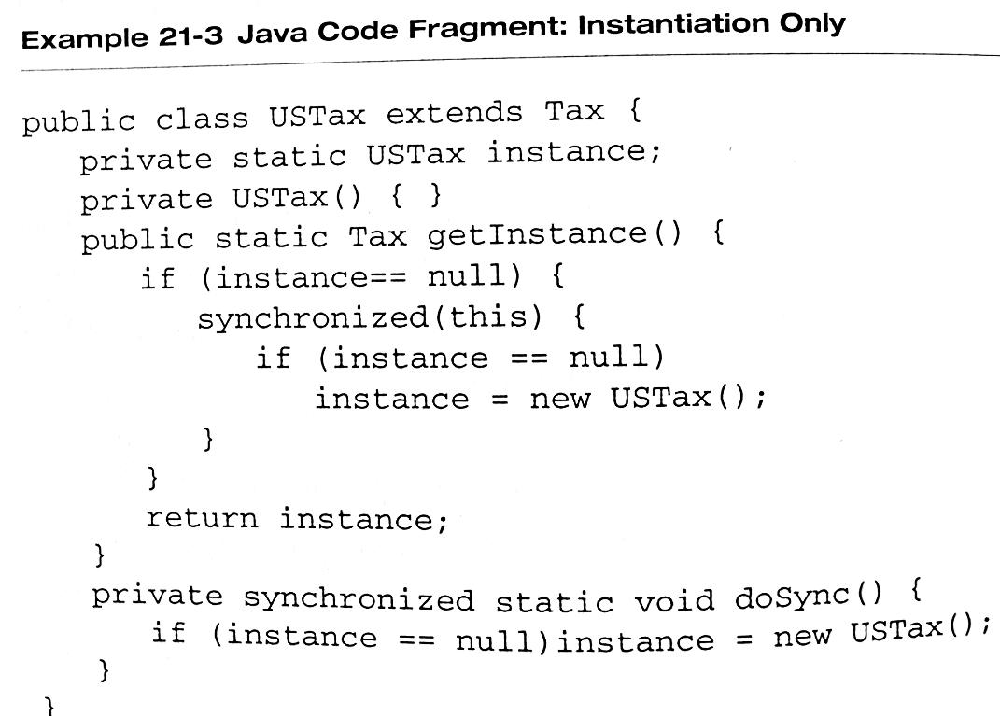 Example 21-3 Java Code Fragment: Instantiation Only
public class USTax extends Tax {
private static USTax instance;
private USTax() { }
public static Tax getInstance() {
if (instance== null) {
synchronized(this) {
if (instance == null)
instance = new USTax();
}
}
return instance;
}
private synchronized static void doSync() {
if (instance == null)instance = new USTax();
}
}